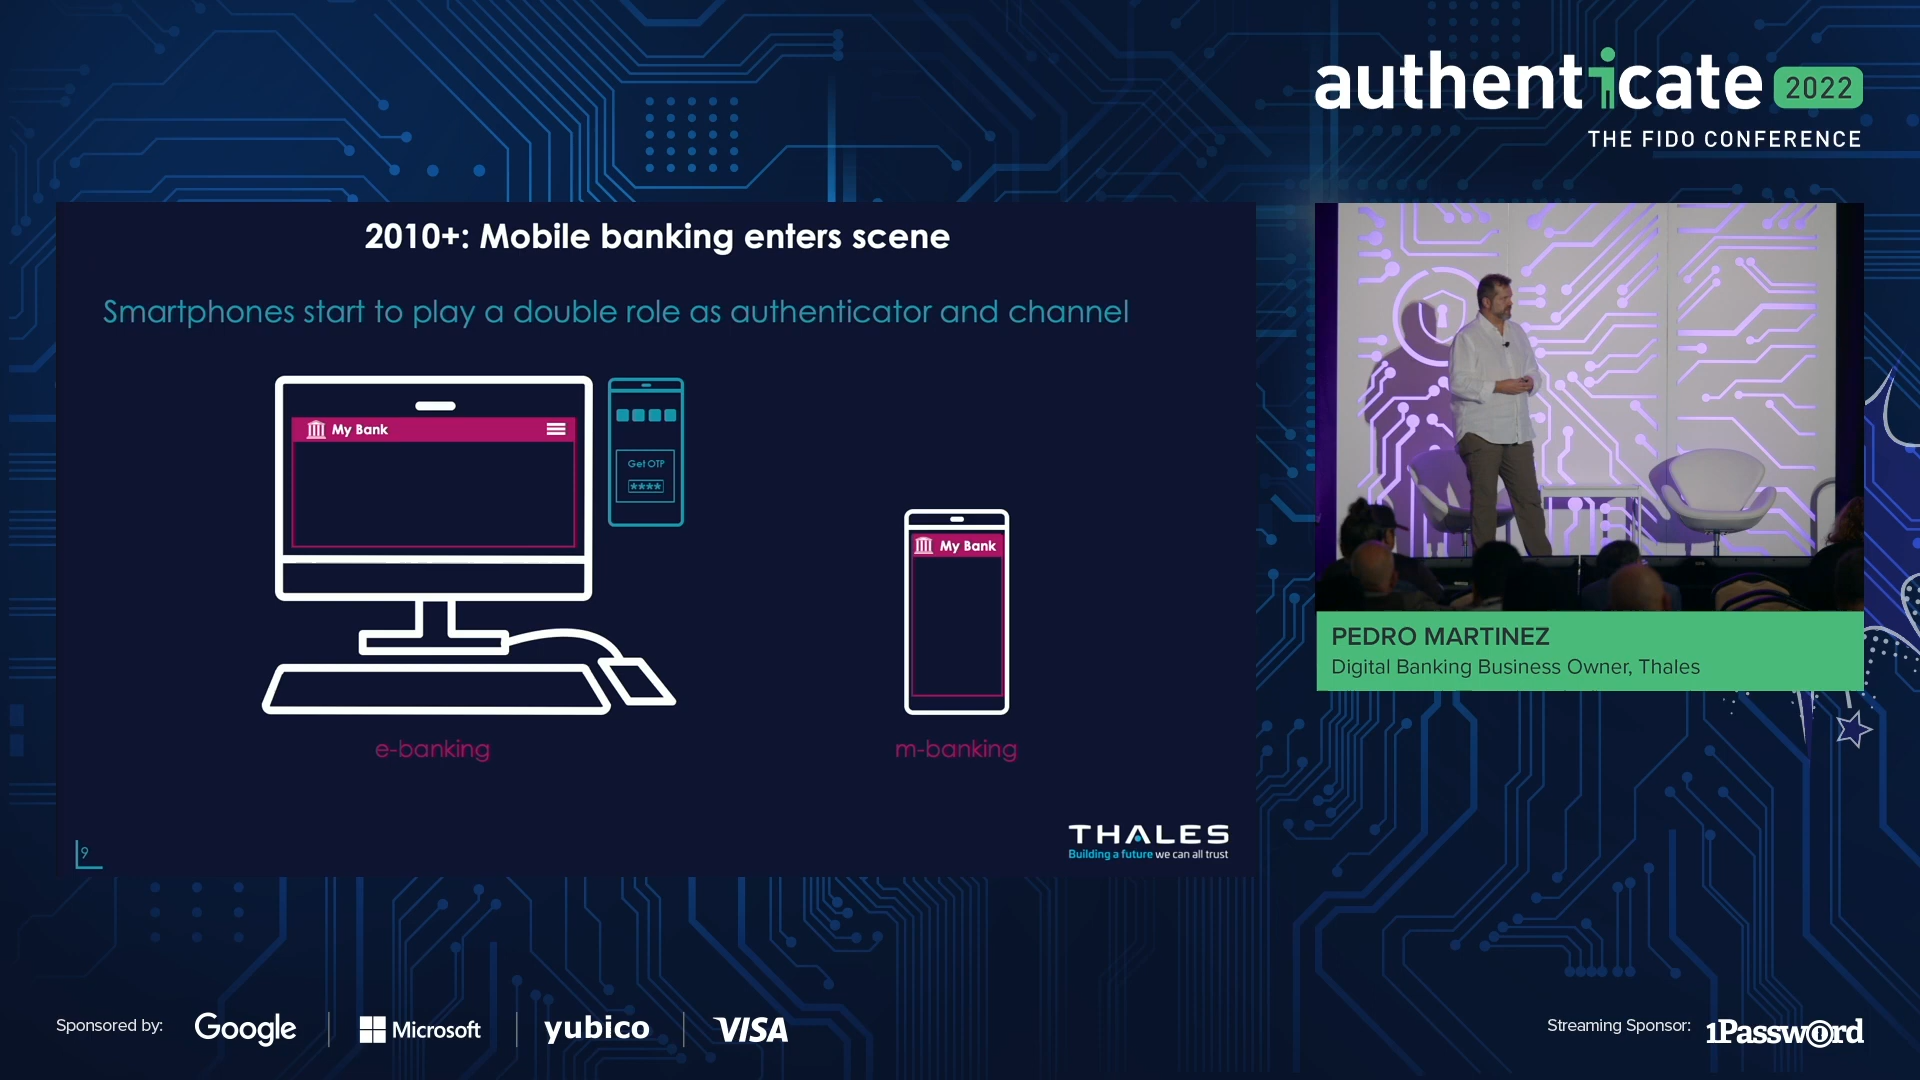 authenticate 2022
THE FIDO CONFERENCE
2010+: Mobile banking enters scene
Smartphones start to play a double role as authenticator and channel
My Bank
Get OTP
****
My Bank
e-banking
m-banking
THALES
Building a future we can all trust
9
PEDRO MARTINEZ
Digital Banking Business Owner, Thales
Sponsored by: Google Microsoft yubico VISA
Streaming Sponsor: 1Password